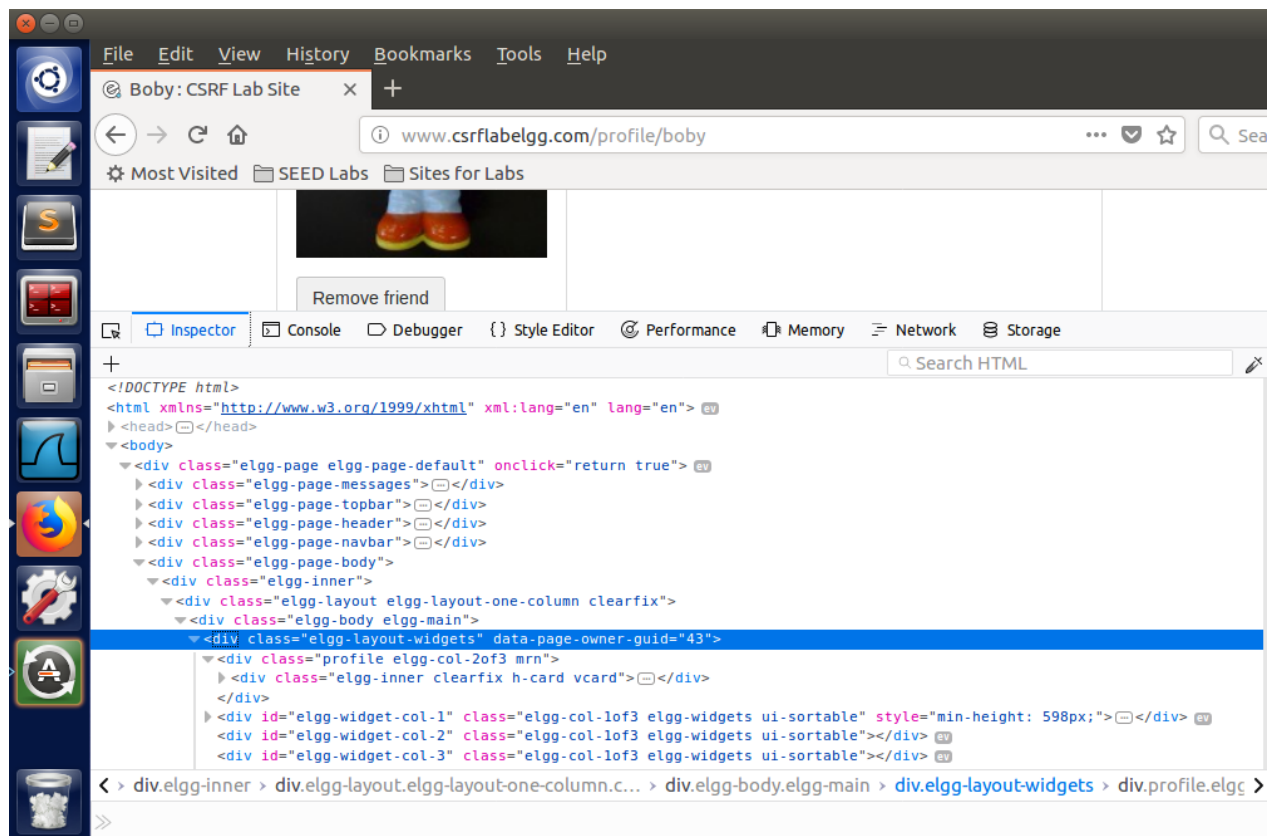 File Edit View History Bookmarks Tools Help
Boby : CSRF Lab Site × +
www.csrflabelgg.com/profile/boby ••• Sea
Most Visited SEED Labs Sites for Labs
Remove friend
Inspector Console Debugger {} Style Editor Performance Memory Network Storage
+ Search HTML
<!DOCTYPE html>
<html xmlns="http://www.w3.org/1999/xhtml" xml:lang="en" lang="en"> ev
<head></head>
<body>
<div class="elgg-page elgg-page-default" onclick="return true"> ev
<div class="elgg-page-messages"></div>
<div class="elgg-page-topbar"></div>
<div class="elgg-page-header"></div>
<div class="elgg-page-navbar"></div>
<div class="elgg-page-body">
<div class="elgg-inner">
<div class="elgg-layout elgg-layout-one-column clearfix">
<div class="elgg-body elgg-main">
<div class="elgg-layout-widgets" data-page-owner-guid="43">
<div class="profile elgg-col-2of3 mrn">
<div class="elgg-inner clearfix h-card vcard"></div>
</div>
<div id="elgg-widget-col-1" class="elgg-col-1of3 elgg-widgets ui-sortable" style="min-height: 598px;"></div> ev
<div id="elgg-widget-col-2" class="elgg-col-1of3 elgg-widgets ui-sortable"></div> ev
<div id="elgg-widget-col-3" class="elgg-col-1of3 elgg-widgets ui-sortable"></div> ev
div.elgg-inner › div.elgg-layout.elgg-layout-one-column.c... › div.elgg-body.elgg-main › div.elgg-layout-widgets › div.profile.elgg